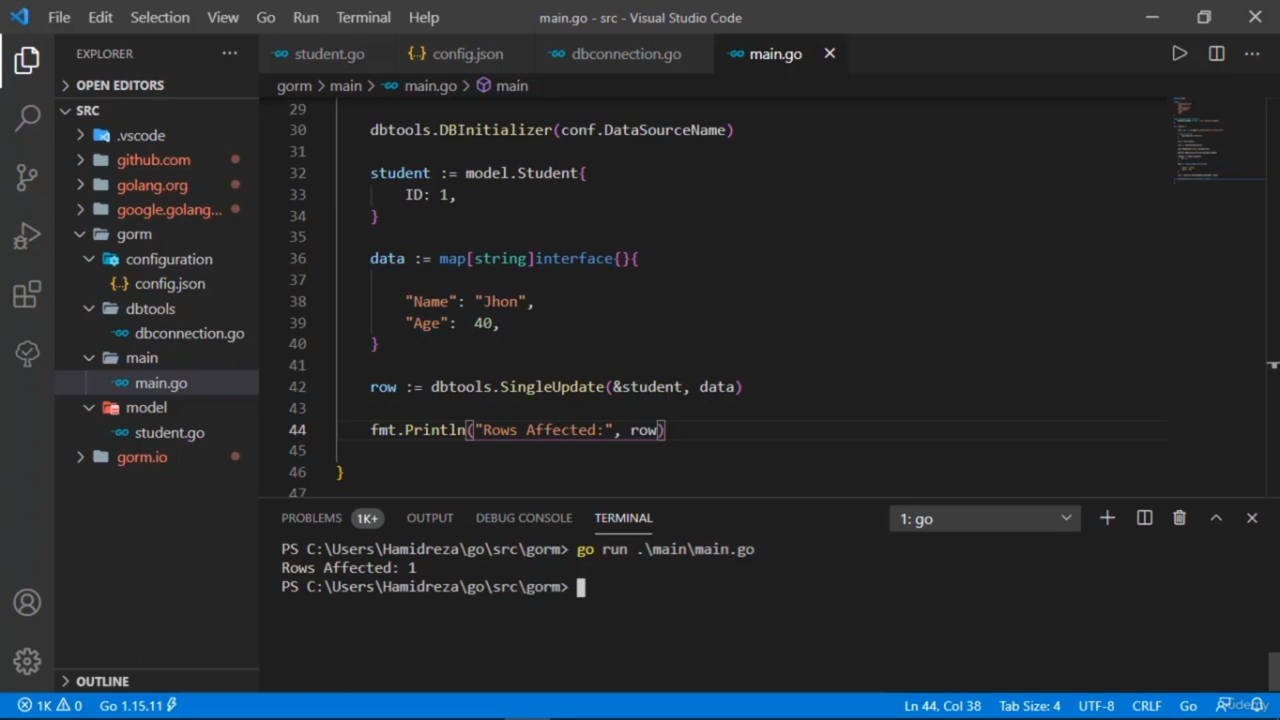 File Edit Selection View Go Run Terminal Help main.go - src - Visual Studio Code
EXPLORER
OPEN EDITORS
SRC
.vscode
github.com
golang.org
google.golang...
gorm
configuration
config.json
dbtools
dbconnection.go
main
main.go
model
student.go
gorm.io
OUTLINE
student.go config.json dbconnection.go main.go
gorm > main > main.go > main
29
30 dbtools.DBInitializer(conf.DataSourceName)
31
32 student := model.Student{
33 ID: 1,
34 }
35
36 data := map[string]interface{}{
37
38 "Name": "Jhon",
39 "Age": 40,
40 }
41
42 row := dbtools.SingleUpdate(&student, data)
43
44 fmt.Println("Rows Affected:", row)
45
46 }
47
PROBLEMS 1K+ OUTPUT DEBUG CONSOLE TERMINAL 1: go
PS C:\Users\Hamidreza\go\src\gorm> go run .\main\main.go
Rows Affected: 1
PS C:\Users\Hamidreza\go\src\gorm>
1K 0 Go 1.15.11 Ln 44, Col 38 Tab Size: 4 UTF-8 CRLF Go